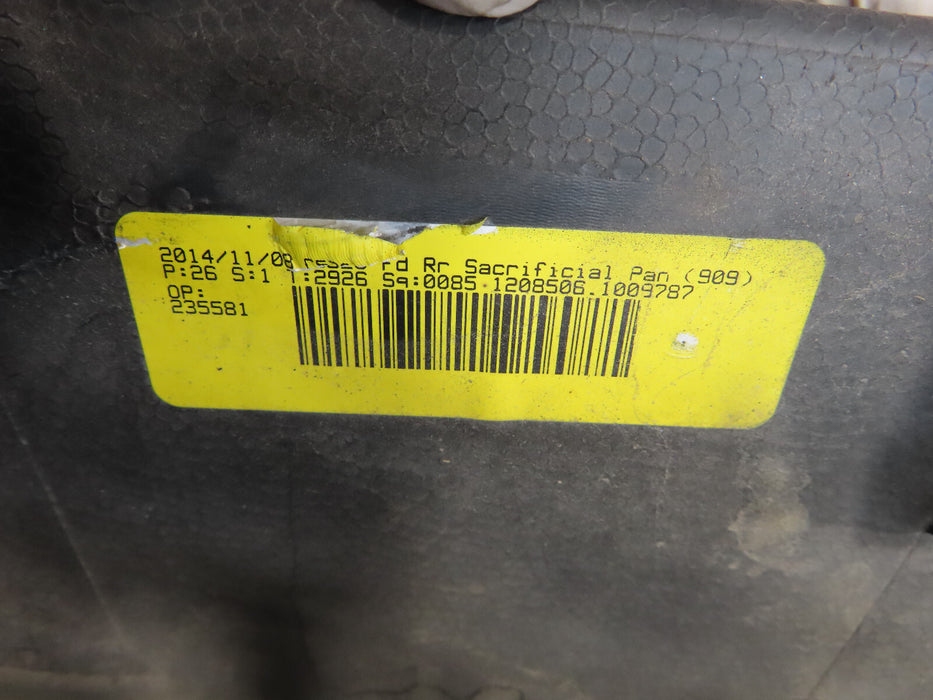 2014/11/08 rd Rr Sacrificial Pan (909)
P:26 S:1 T:2926 Sq:0085 1208506.1009787
OP:
235581